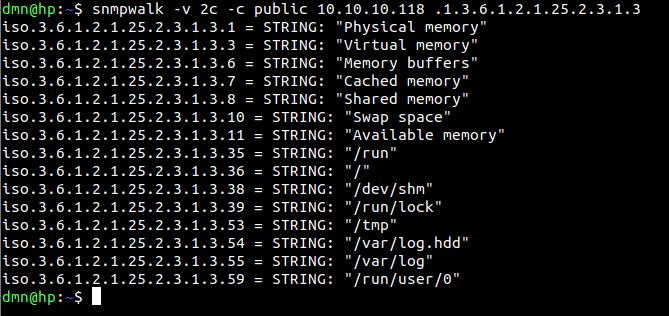 dmn@hp:~$ snmpwalk -v 2c -c public 10.10.10.118 .1.3.6.1.2.1.25.2.3.1.3
iso.3.6.1.2.1.25.2.3.1.3.1 = STRING: "Physical memory"
iso.3.6.1.2.1.25.2.3.1.3.3 = STRING: "Virtual memory"
iso.3.6.1.2.1.25.2.3.1.3.6 = STRING: "Memory buffers"
iso.3.6.1.2.1.25.2.3.1.3.7 = STRING: "Cached memory"
iso.3.6.1.2.1.25.2.3.1.3.8 = STRING: "Shared memory"
iso.3.6.1.2.1.25.2.3.1.3.10 = STRING: "Swap space"
iso.3.6.1.2.1.25.2.3.1.3.11 = STRING: "Available memory"
iso.3.6.1.2.1.25.2.3.1.3.35 = STRING: "/run"
iso.3.6.1.2.1.25.2.3.1.3.36 = STRING: "/"
iso.3.6.1.2.1.25.2.3.1.3.38 = STRING: "/dev/shm"
iso.3.6.1.2.1.25.2.3.1.3.39 = STRING: "/run/lock"
iso.3.6.1.2.1.25.2.3.1.3.53 = STRING: "/tmp"
iso.3.6.1.2.1.25.2.3.1.3.54 = STRING: "/var/log.hdd"
iso.3.6.1.2.1.25.2.3.1.3.55 = STRING: "/var/log"
iso.3.6.1.2.1.25.2.3.1.3.59 = STRING: "/run/user/0"
dmn@hp:~$